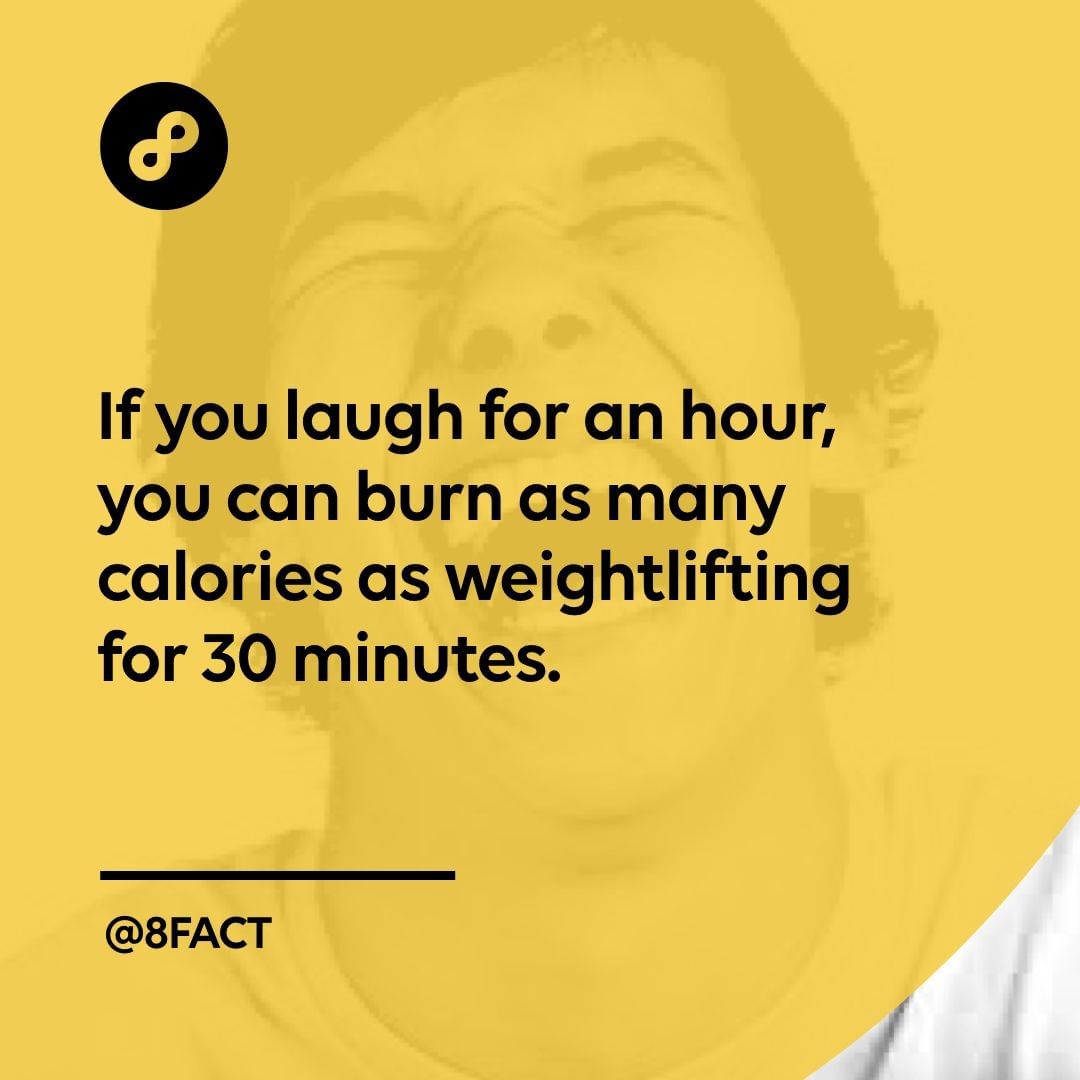 If you laugh for an hour,
you can burn as many
calories as weightlifting
for 30 minutes.
@8FACT